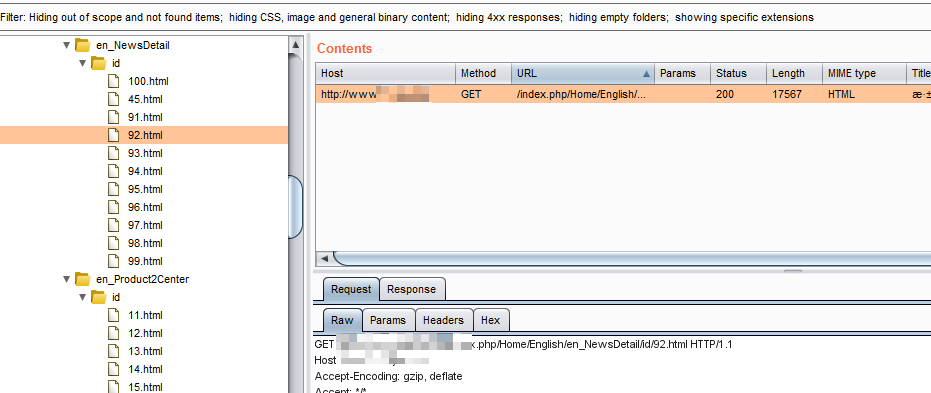 Filter: Hiding out of scope and not found items; hiding CSS, image and general binary content; hiding 4xx responses; hiding empty folders; showing specific extensions
en_NewsDetail
id
100.html
45.html
91.html
92.html
93.html
94.html
95.html
96.html
97.html
98.html
99.html
en_Product2Center
id
11.html
12.html
13.html
14.html
15.html
Contents
Host Method URL Params Status Length MIME type Title
http://www GET /index.php/Home/English/... 200 17567 HTML æ·±
Request Response
Raw Params Headers Hex
GET x.php/Home/English/en_NewsDetail/id/92.html HTTP/1.1
Host
Accept-Encoding: gzip, deflate
Accept: */*